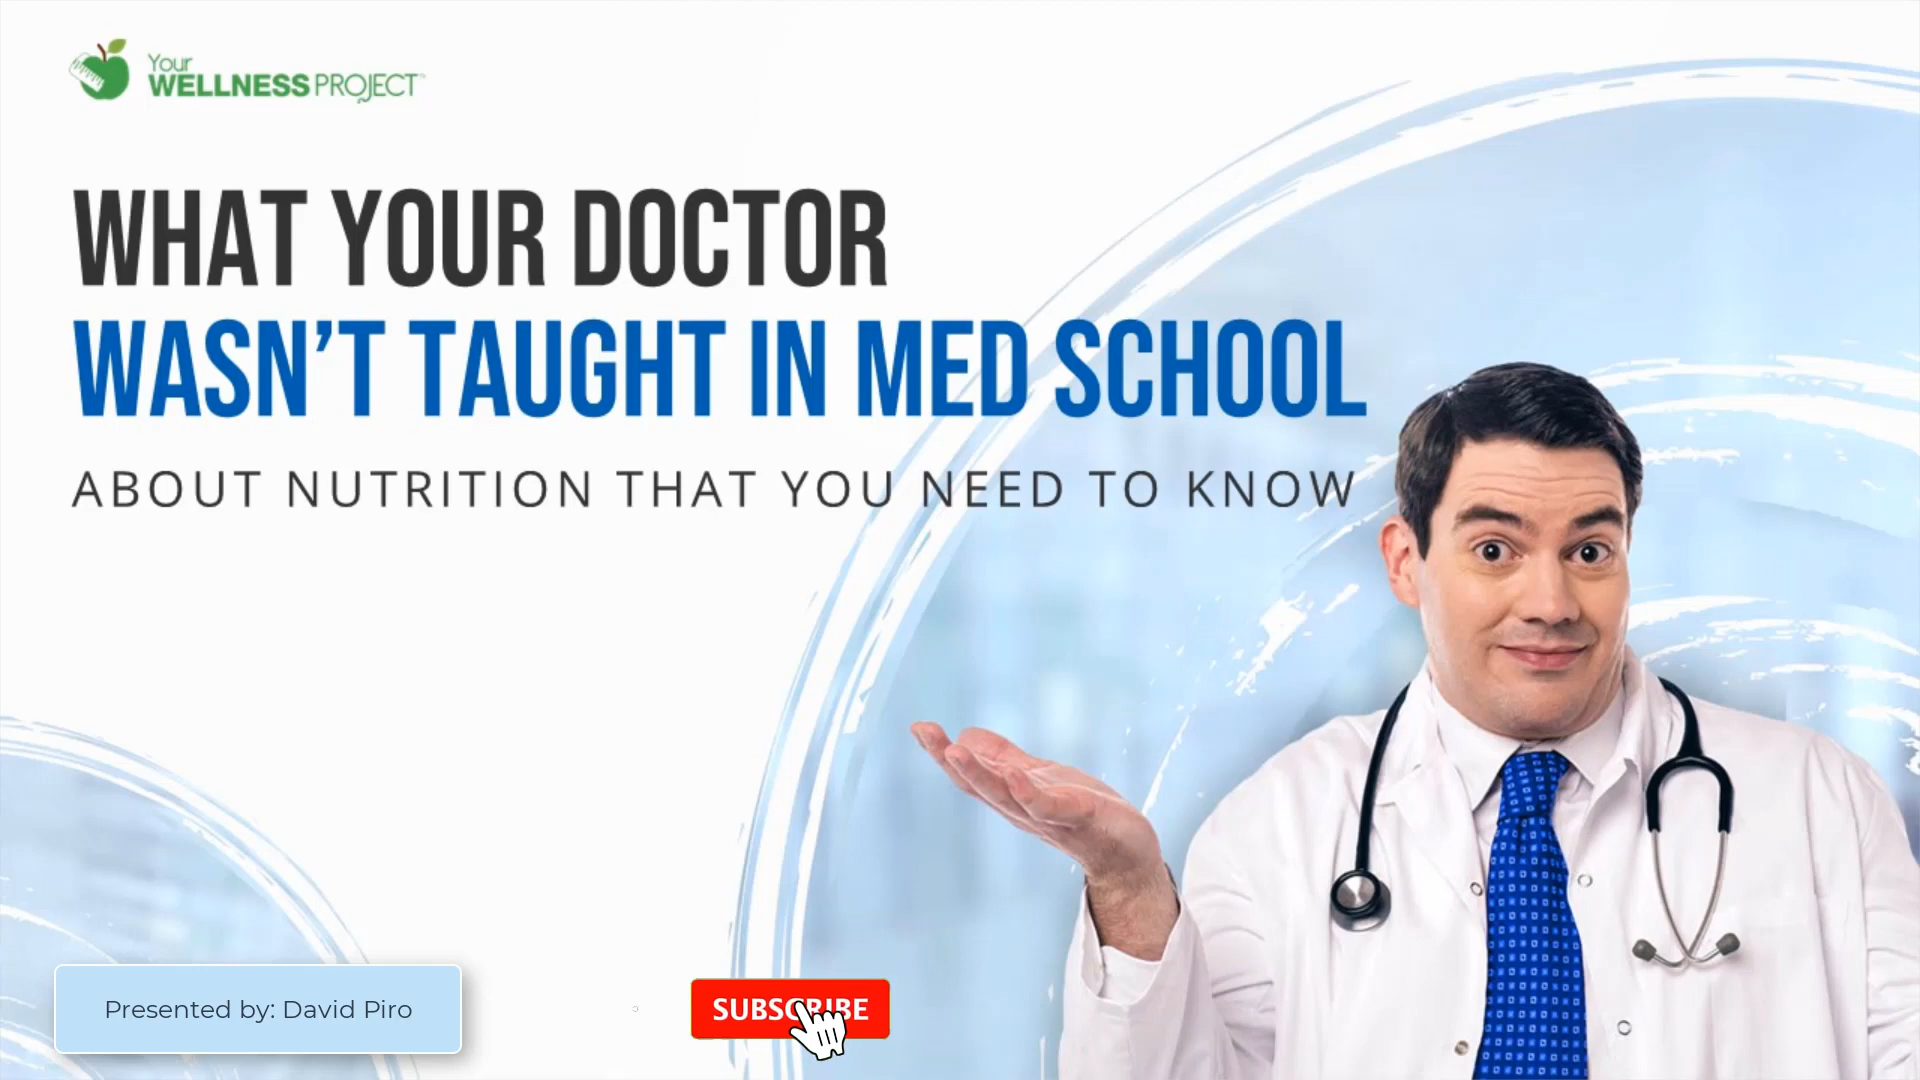 Your
WELLNESS PROJECT™
WHAT YOUR DOCTOR
WASN'T TAUGHT IN MED SCHOOL
ABOUT NUTRITION THAT YOU NEED TO KNOW
Presented by: David Piro
SUBSCRIBE